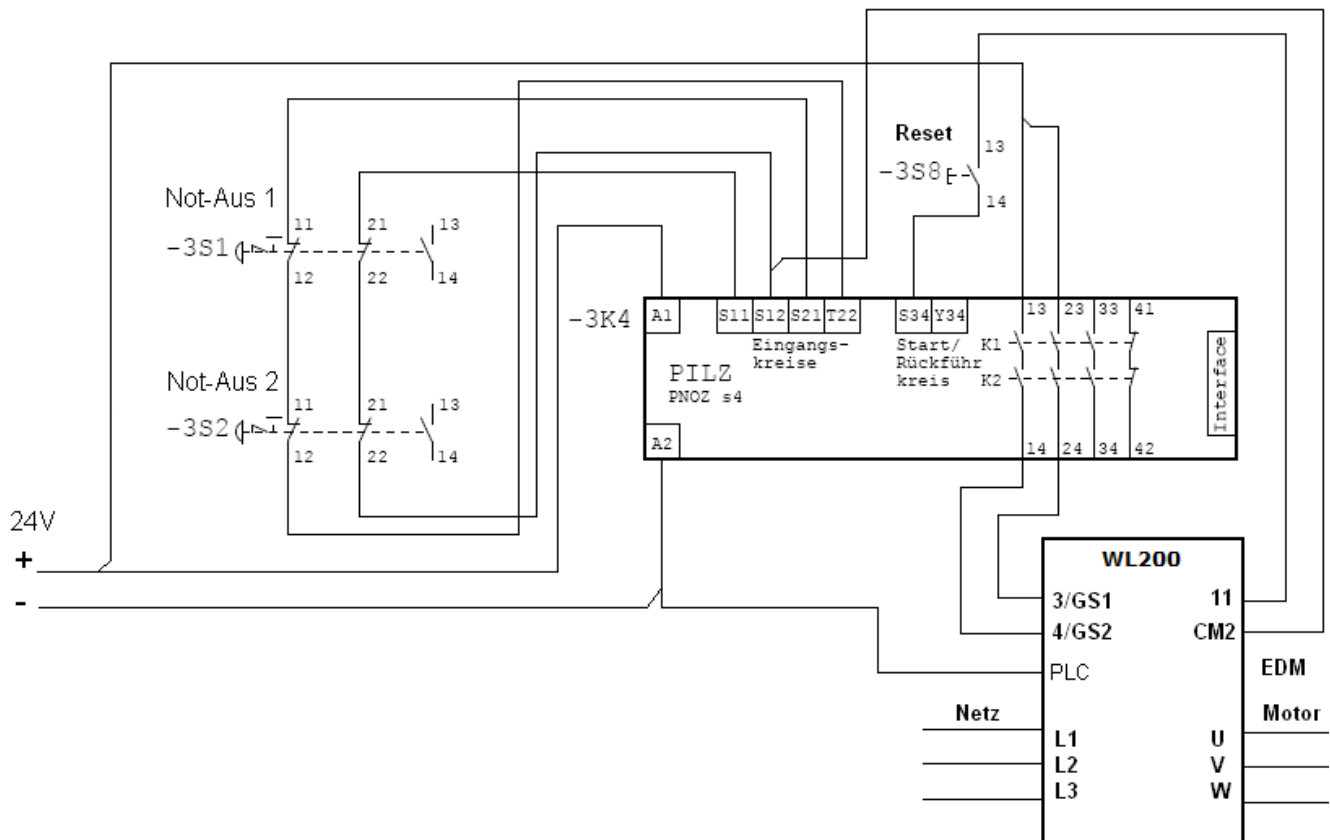 Reset
-3S8
13
14
Not-Aus 1
-3S1
11
21
13
12
22
14
Not-Aus 2
-3S2
11
21
13
12
22
14
24V
+
-
-3K4
A1
S11
S12
S21
T22
S34
Y34
13
23
33
41
Eingangs-
kreise
Start/
Rückführ
kreis
K1
K2
PILZ
PNOZ s4
Interface
A2
14
24
34
42
WL200
3/GS1
11
4/GS2
CM2
PLC
EDM
Netz
Motor
L1
U
L2
V
L3
W